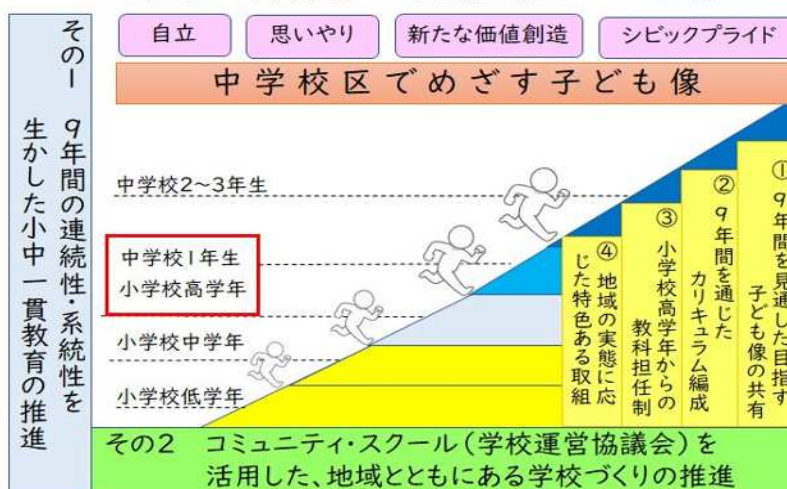 自立
思いやり
新たな価値創造
シビックプライド
中学校区でめざす子ども像
その1 9年間の連続性・系統性を
生かした小中一貫教育の推進
中学校2~3年生
中学校1年生
小学校高学年
小学校中学年
小学校低学年
① 9年間を見通した目指す
子ども像の共有
② 9年間を通じた
カリキュラム編成
③ 小学校高学年からの
教科担任制
④ 地域の実態に応
じた特色ある取組
その2 コミュニティ・スクール(学校運営協議会)を
活用した、地域とともにある学校づくりの推進